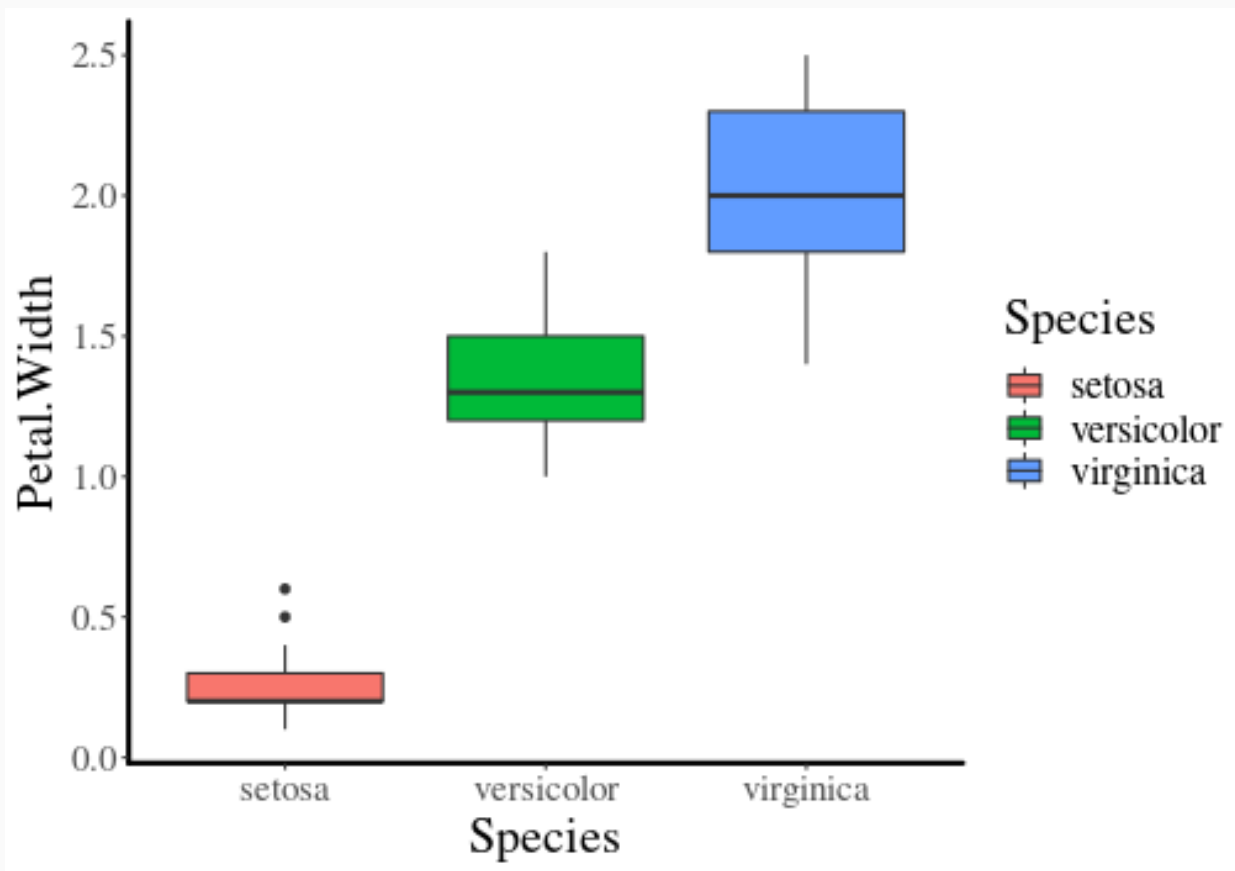 2.5
2.0
1.5
1.0
0.5
0.0
Petal.Width
setosa versicolor virginica
Species
Species
setosa
versicolor
virginica